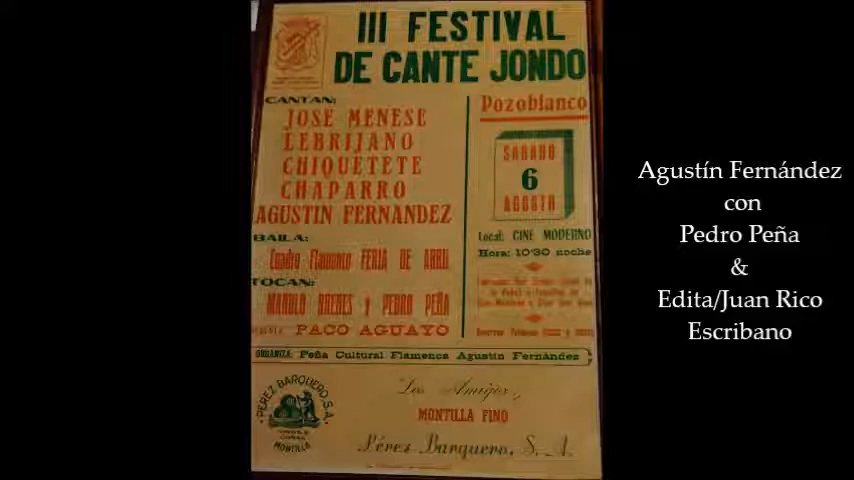 III FESTIVAL
DE CANTE JONDO
CANTAN:
JOSE MENESE
LEBRIJANO
CHIQUETETE
CHAPARRO
AGUSTIN FERNANDEZ
BAILA:
Cuadro Flamenco FERIA DE ABRIL
TOCAN:
MANOLO BRENES y PEDRO PEÑA
PACO AGUAYO
Pozoblanco
SABADO
6
AGOSTO
Local: CINE MODERNO
Hora: 10'30 noche
ORGANIZA: Peña Cultural Flamenca Agustín Fernández
PEREZ BARQUERO, S.A.
MONTILLA
"Los Amigos"
MONTILLA FINO
Pérez Barquero, S. A.
Agustín Fernández
con
Pedro Peña
&
Edita/Juan Rico
Escribano